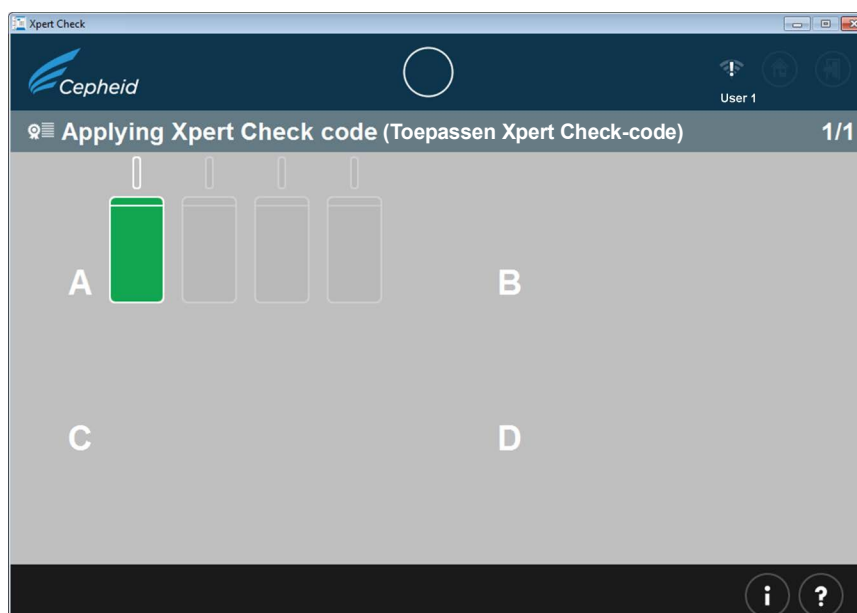 Xpert Check
Cepheid
User 1
Applying Xpert Check code (Toepassen Xpert Check-code) 1/1
A
B
C
D
i ?